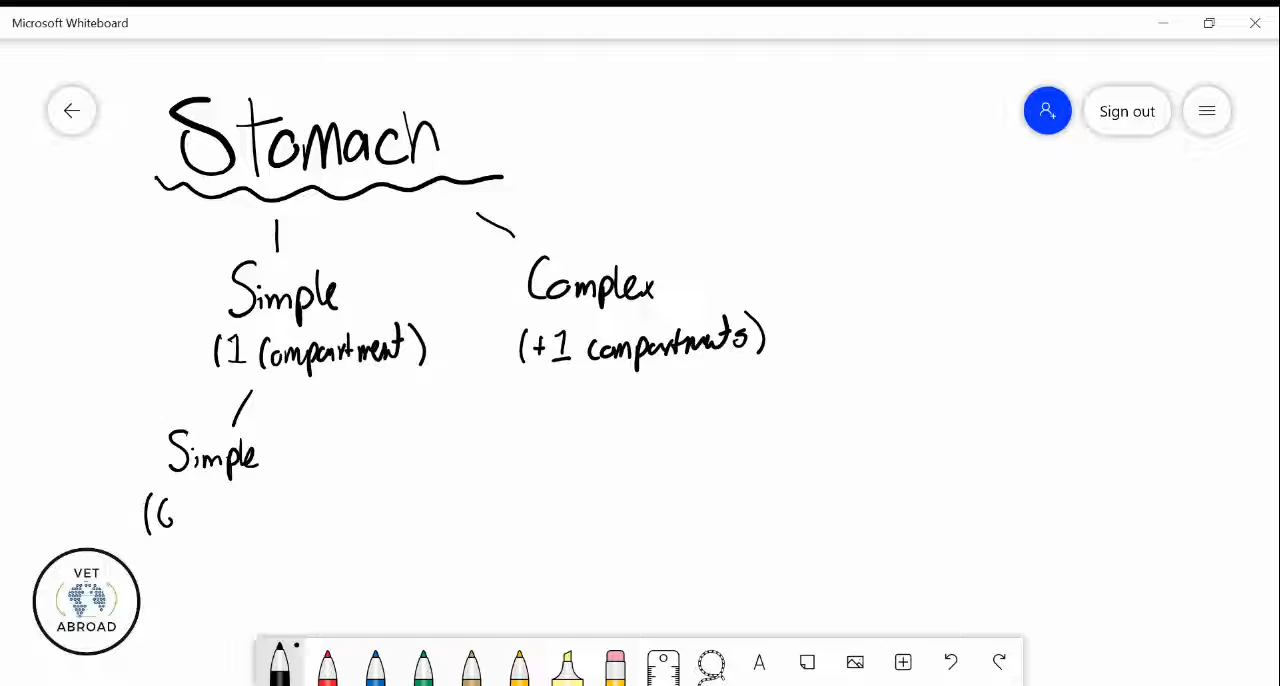 Microsoft Whiteboard
Sign out
Stomach
Simple
Complex
(1 Compartment)
(+1 compartments)
Simple
(G
VET
ABROAD
A